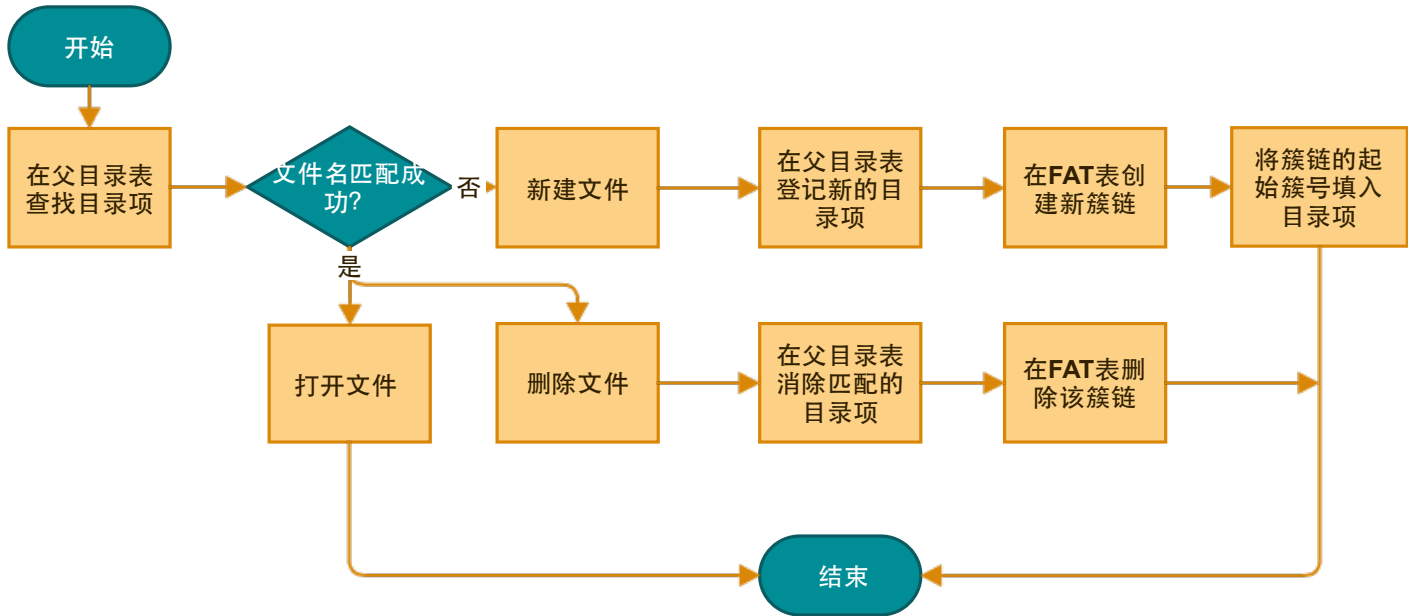 开始
在父目录表
查找目录项
文件名匹配成
功?
否
新建文件
在父目录表
登记新的目
录项
在FAT表创
建新簇链
将簇链的起
始簇号填入
目录项
是
打开文件
删除文件
在父目录表
消除匹配的
目录项
在FAT表删
除该簇链
结束